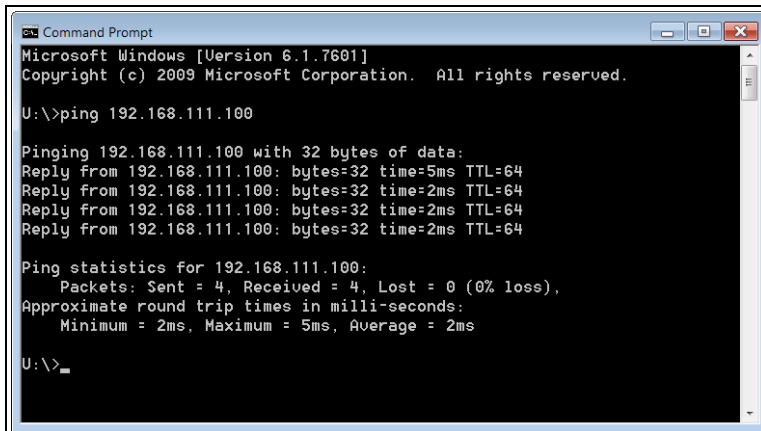 Command Prompt
Microsoft Windows [Version 6.1.7601]
Copyright (c) 2009 Microsoft Corporation.  All rights reserved.
U:\>ping 192.168.111.100
Pinging 192.168.111.100 with 32 bytes of data:
Reply from 192.168.111.100: bytes=32 time=5ms TTL=64
Reply from 192.168.111.100: bytes=32 time=2ms TTL=64
Reply from 192.168.111.100: bytes=32 time=2ms TTL=64
Reply from 192.168.111.100: bytes=32 time=2ms TTL=64
Ping statistics for 192.168.111.100:
    Packets: Sent = 4, Received = 4, Lost = 0 (0% loss),
Approximate round trip times in milli-seconds:
    Minimum = 2ms, Maximum = 5ms, Average = 2ms
U:\>_